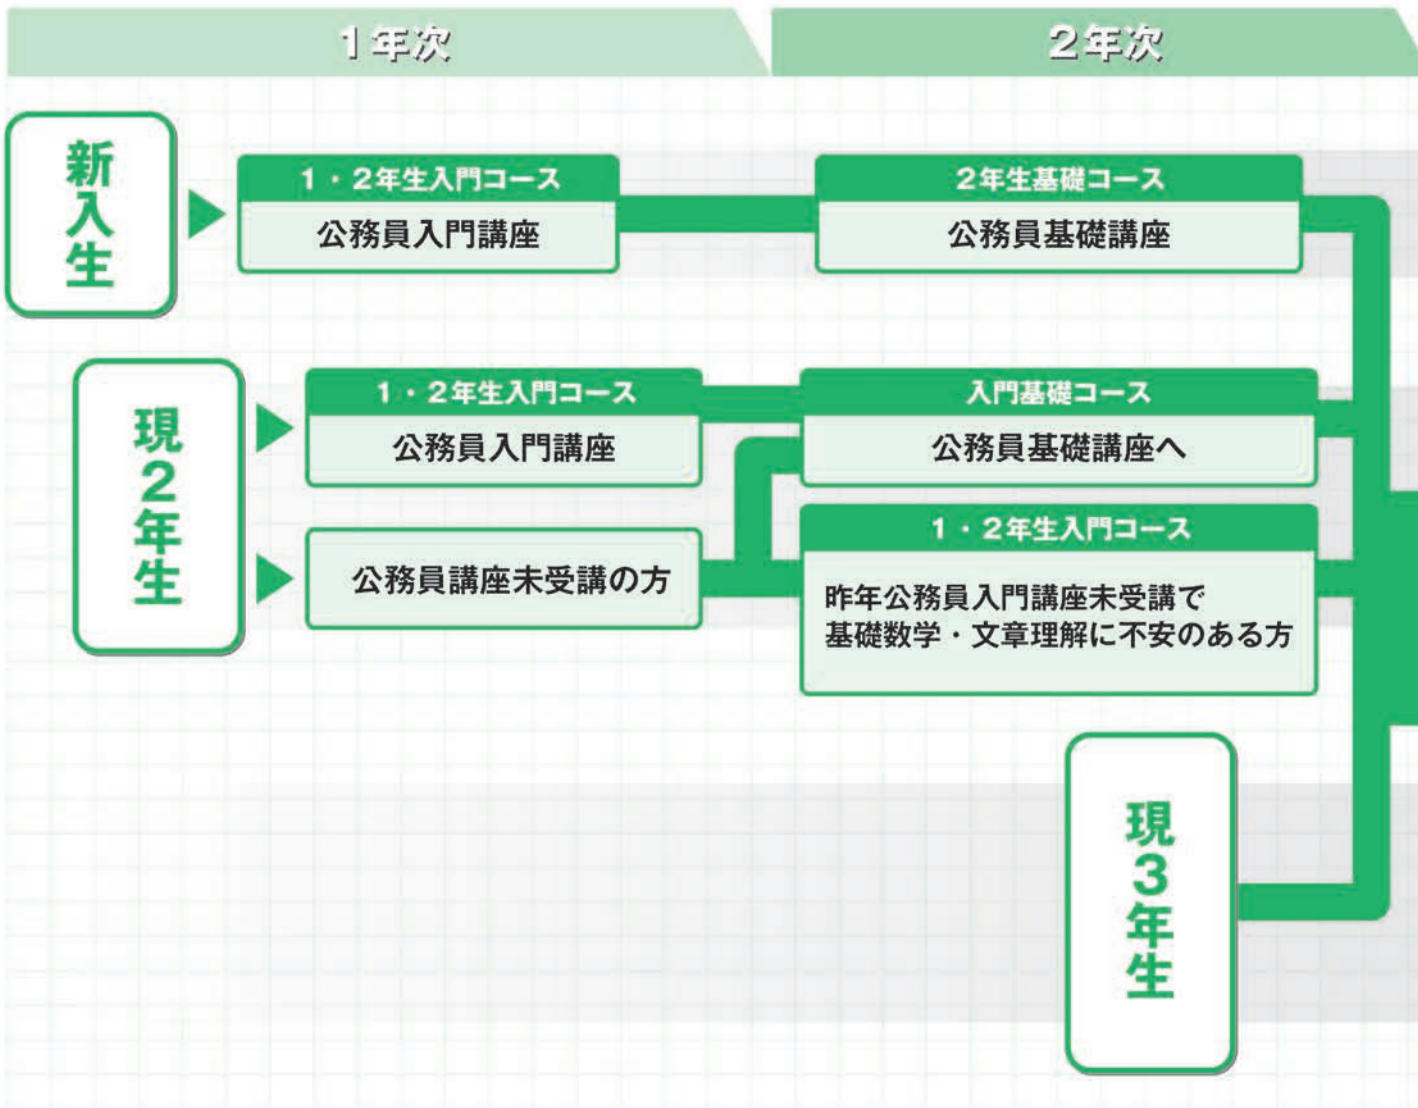 1年次
2年次
新入生
1・2年生入門コース
公務員入門講座
2年生基礎コース
公務員基礎講座
現2年生
1・2年生入門コース
公務員入門講座
入門基礎コース
公務員基礎講座へ
公務員講座未受講の方
1・2年生入門コース
昨年公務員入門講座未受講で
基礎数学・文章理解に不安のある方
現3年生